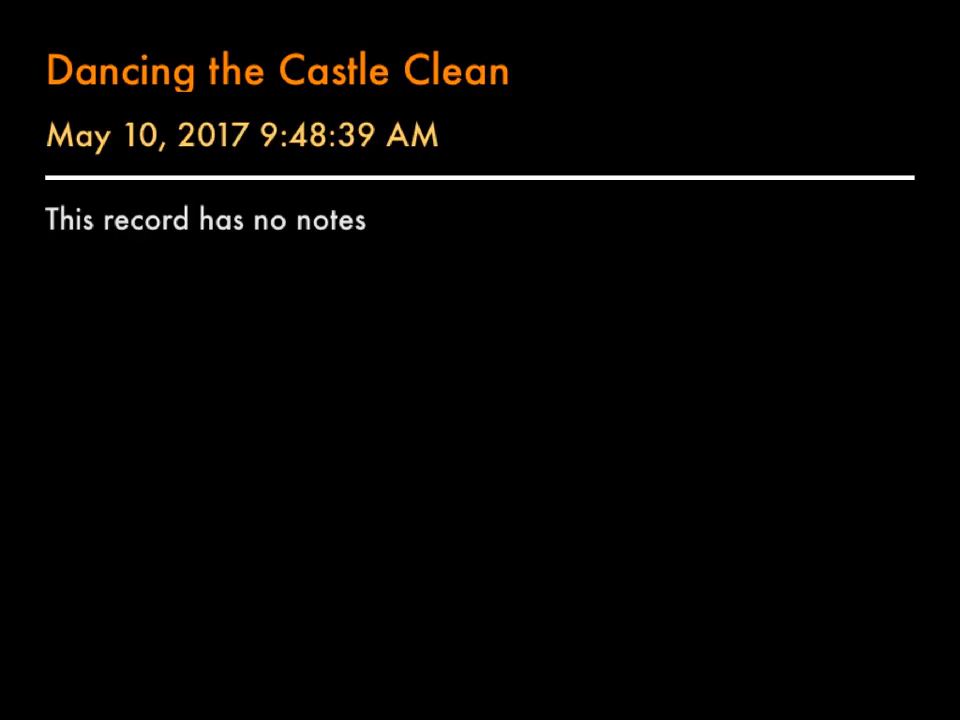 Dancing the Castle Clean
May 10, 2017 9:48:39 AM
This record has no notes